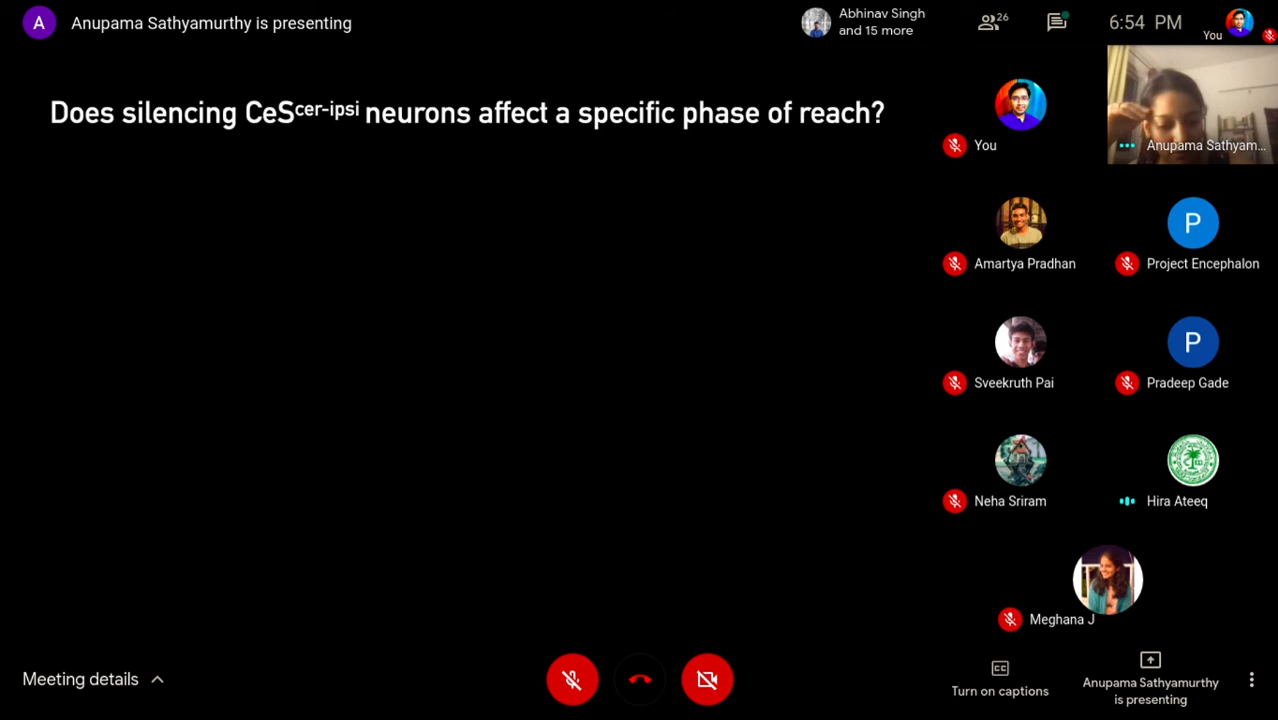 A
Anupama Sathyamurthy is presenting
Abhinav Singh
and 15 more
26
6:54 PM
You
Does silencing CeScer-ipsi neurons affect a specific phase of reach?
You
Anupama Sathyam...
Amartya Pradhan
P
Project Encephalon
Sveekruth Pai
P
Pradeep Gade
Neha Sriram
Hira Ateeq
Meghana J
Meeting details
CC
Turn on captions
Anupama Sathyamurthy
is presenting